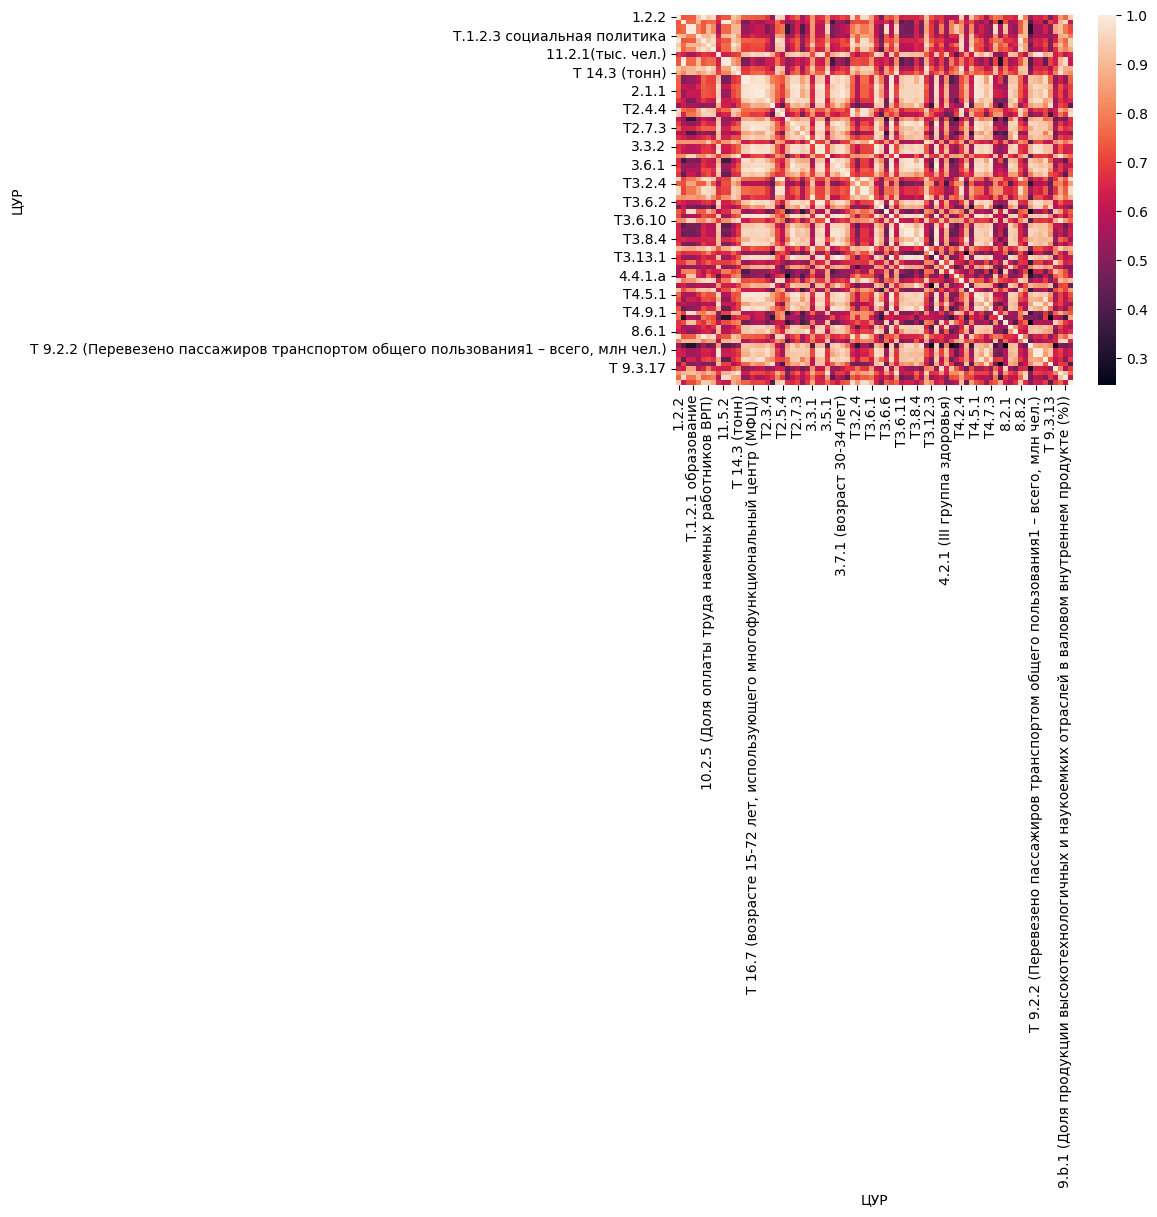 1.2.2
Т.1.2.3 социальная политика
11.2.1(тыс. чел.)
Т 14.3 (тонн)
2.1.1
Т2.4.4
Т2.7.3
3.3.2
3.6.1
Т3.2.4
Т3.6.2
Т3.6.10
Т3.8.4
Т3.13.1
4.4.1.а
Т4.5.1
Т4.9.1
8.6.1
Т 9.2.2 (Перевезено пассажиров транспортом общего пользования1 – всего, млн чел.)
Т 9.3.17
ЦУР
1.0
0.9
0.8
0.7
0.6
0.5
0.4
0.3
1.2.2
Т.1.2.1 образование
10.2.5 (Доля оплаты труда наемных работников ВРП)
11.5.2
Т 14.3 (тонн)
Т 16.7 (возрасте 15-72 лет, использующего многофункциональный центр (МФЦ))
Т2.3.4
Т2.5.4
Т2.7.3
3.3.1
3.5.1
3.7.1 (возраст 30-34 лет)
Т3.2.4
Т3.6.1
Т3.6.6
Т3.6.11
Т3.8.4
Т3.12.3
4.2.1 (III группа здоровья)
Т4.2.4
Т4.5.1
Т4.7.3
8.2.1
8.8.2
Т 9.2.2 (Перевезено пассажиров транспортом общего пользования1 – всего, млн чел.)
Т 9.3.13
9.b.1 (Доля продукции высокотехнологичных и наукоемких отраслей в валовом внутреннем продукте (%))
ЦУР